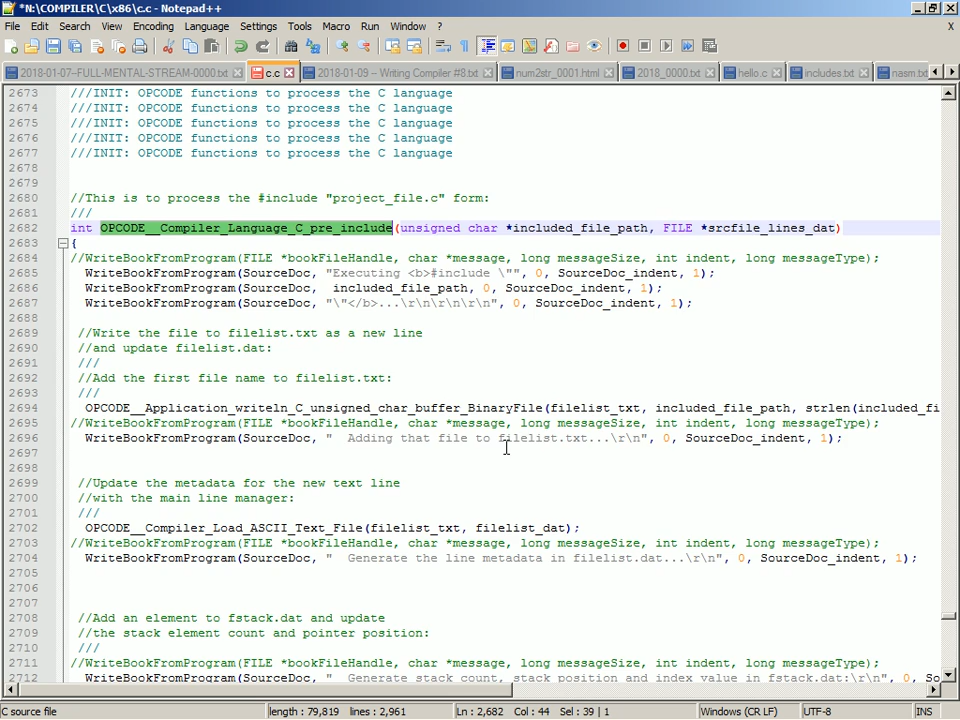 *N:\COMPILER\C\x86\c.c - Notepad++
File Edit Search View Encoding Language Settings Tools Macro Run Window ? X
2018-01-07-FULL-MENTAL-STREAM-0000.txt c.c 2018-01-09 – Writing Compiler #8.txt num2str_0001.html 2018_0000.txt hello.c includes.txt nasm.tx
2673 ///INIT: OPCODE functions to process the C language
2674 ///INIT: OPCODE functions to process the C language
2675 ///INIT: OPCODE functions to process the C language
2676 ///INIT: OPCODE functions to process the C language
2677 ///INIT: OPCODE functions to process the C language
2678
2679
2680 //This is to process the #include "project_file.c" form:
2681 ///
2682 int OPCODE__Compiler_Language_C_pre_include(unsigned char *included_file_path, FILE *srcfile_lines_dat)
2683 {
2684 //WriteBookFromProgram(FILE *bookFileHandle, char *message, long messageSize, int indent, long messageType);
2685 WriteBookFromProgram(SourceDoc, "Executing <b>#include \"", 0, SourceDoc_indent, 1);
2686 WriteBookFromProgram(SourceDoc, included_file_path, 0, SourceDoc_indent, 1);
2687 WriteBookFromProgram(SourceDoc, "\"</b>...\r\n\r\n\r\n", 0, SourceDoc_indent, 1);
2688
2689 //Write the file to filelist.txt as a new line
2690 //and update filelist.dat:
2691 ///
2692 //Add the first file name to filelist.txt:
2693 ///
2694 OPCODE__Application_writeln_C_unsigned_char_buffer_BinaryFile(filelist_txt, included_file_path, strlen(included_fi
2695 //WriteBookFromProgram(FILE *bookFileHandle, char *message, long messageSize, int indent, long messageType);
2696 WriteBookFromProgram(SourceDoc, "  Adding that file to filelist.txt...\r\n", 0, SourceDoc_indent, 1);
2697
2698
2699 //Update the metadata for the new text line
2700 //with the main line manager:
2701 ///
2702 OPCODE__Compiler_Load_ASCII_Text_File(filelist_txt, filelist_dat);
2703 //WriteBookFromProgram(FILE *bookFileHandle, char *message, long messageSize, int indent, long messageType);
2704 WriteBookFromProgram(SourceDoc, "  Generate the line metadata in filelist.dat...\r\n", 0, SourceDoc_indent, 1);
2705
2706
2707
2708 //Add an element to fstack.dat and update
2709 //the stack element count and pointer position:
2710 ///
2711 //WriteBookFromProgram(FILE *bookFileHandle, char *message, long messageSize, int indent, long messageType);
2712 WriteBookFromProgram(SourceDoc, "  Generate stack count, stack position and index value in fstack.dat:\r\n", 0, So
C source file length : 79,819 lines : 2,961 Ln : 2,682 Col : 44 Sel : 39 | 1 Windows (CR LF) UTF-8 INS